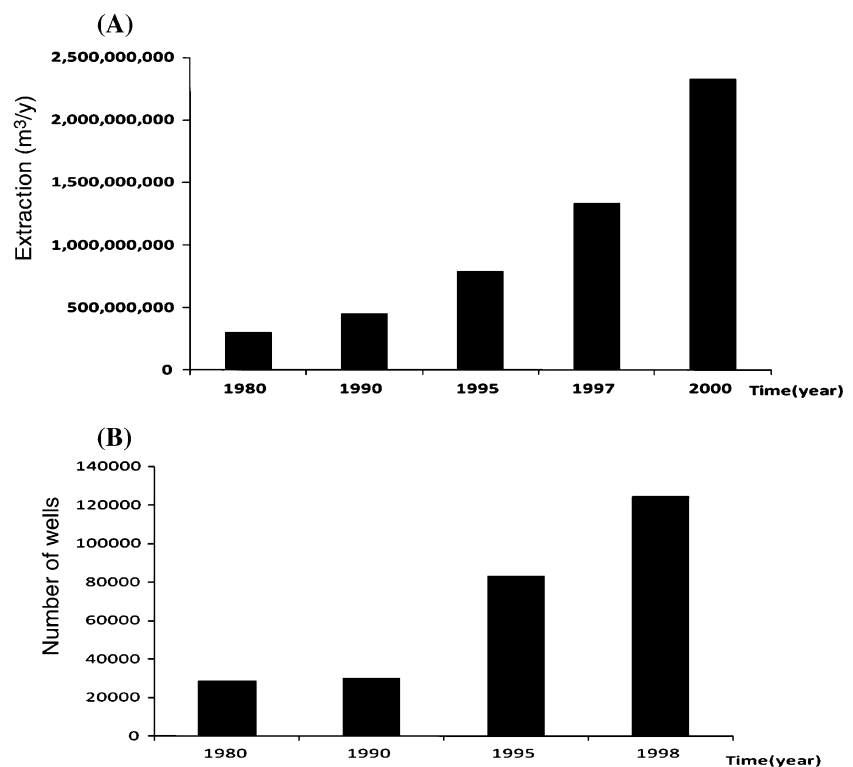 (A)
Extraction (m³/y)
2,500,000,000
2,000,000,000
1,500,000,000
1,000,000,000
500,000,000
0
1980 1990 1995 1997 2000 Time(year)
(B)
Number of wells
140000
120000
100000
80000
60000
40000
20000
0
1980 1990 1995 1998 Time(year)